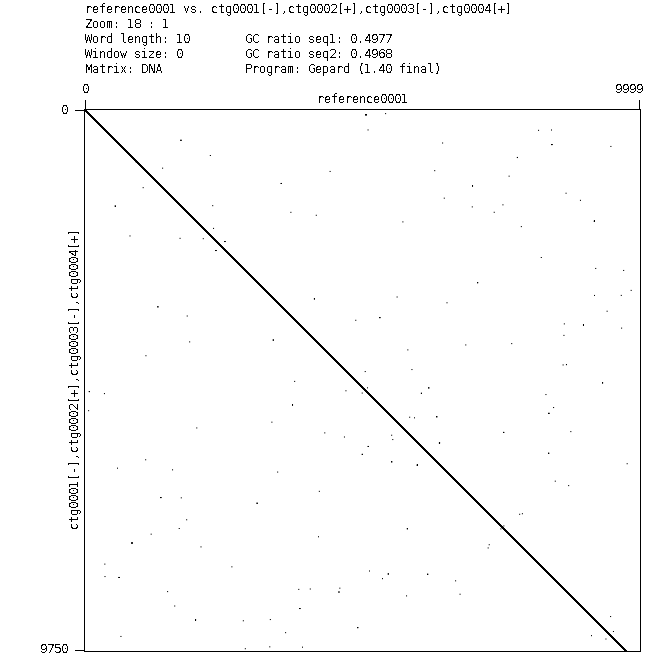 reference0001 vs. ctg0001[-],ctg0002[+],ctg0003[-],ctg0004[+]
Zoom: 18 : 1
Word length: 10 GC ratio seq1: 0.4977
Window size: 0 GC ratio seq2: 0.4968
Matrix: DNA Program: Gepard (1.40 final)
0 9999
reference0001
0
ctg0001[-],ctg0002[+],ctg0003[-],ctg0004[+]
9750